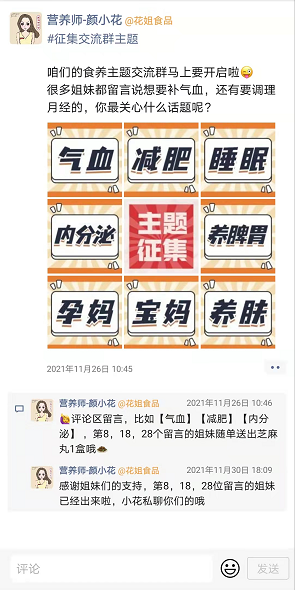 营养师-颜小花 @花姐食品
#征集交流群主题
咱们的食养主题交流群马上要开启啦
很多姐妹都留言说想要补气血，还有要调理
月经的，你最关心什么话题呢？
气血
减肥
睡眠
内分泌
主题
征集
养脾胃
孕妈
宝妈
养肤
2021年11月26日 10:45
营养师-颜小花 @花姐食品 2021年11月26日 10:46
评论区留言，比如【气血】【减肥】【内分
泌】，第8，18，28个留言的姐妹随单送出芝麻
丸1盒哦
营养师-颜小花 @花姐食品 2021年11月30日 18:09
感谢姐妹们的支持，第8，18，28位留言的姐妹
已经出来啦，小花私聊你们的哦
评论
发送